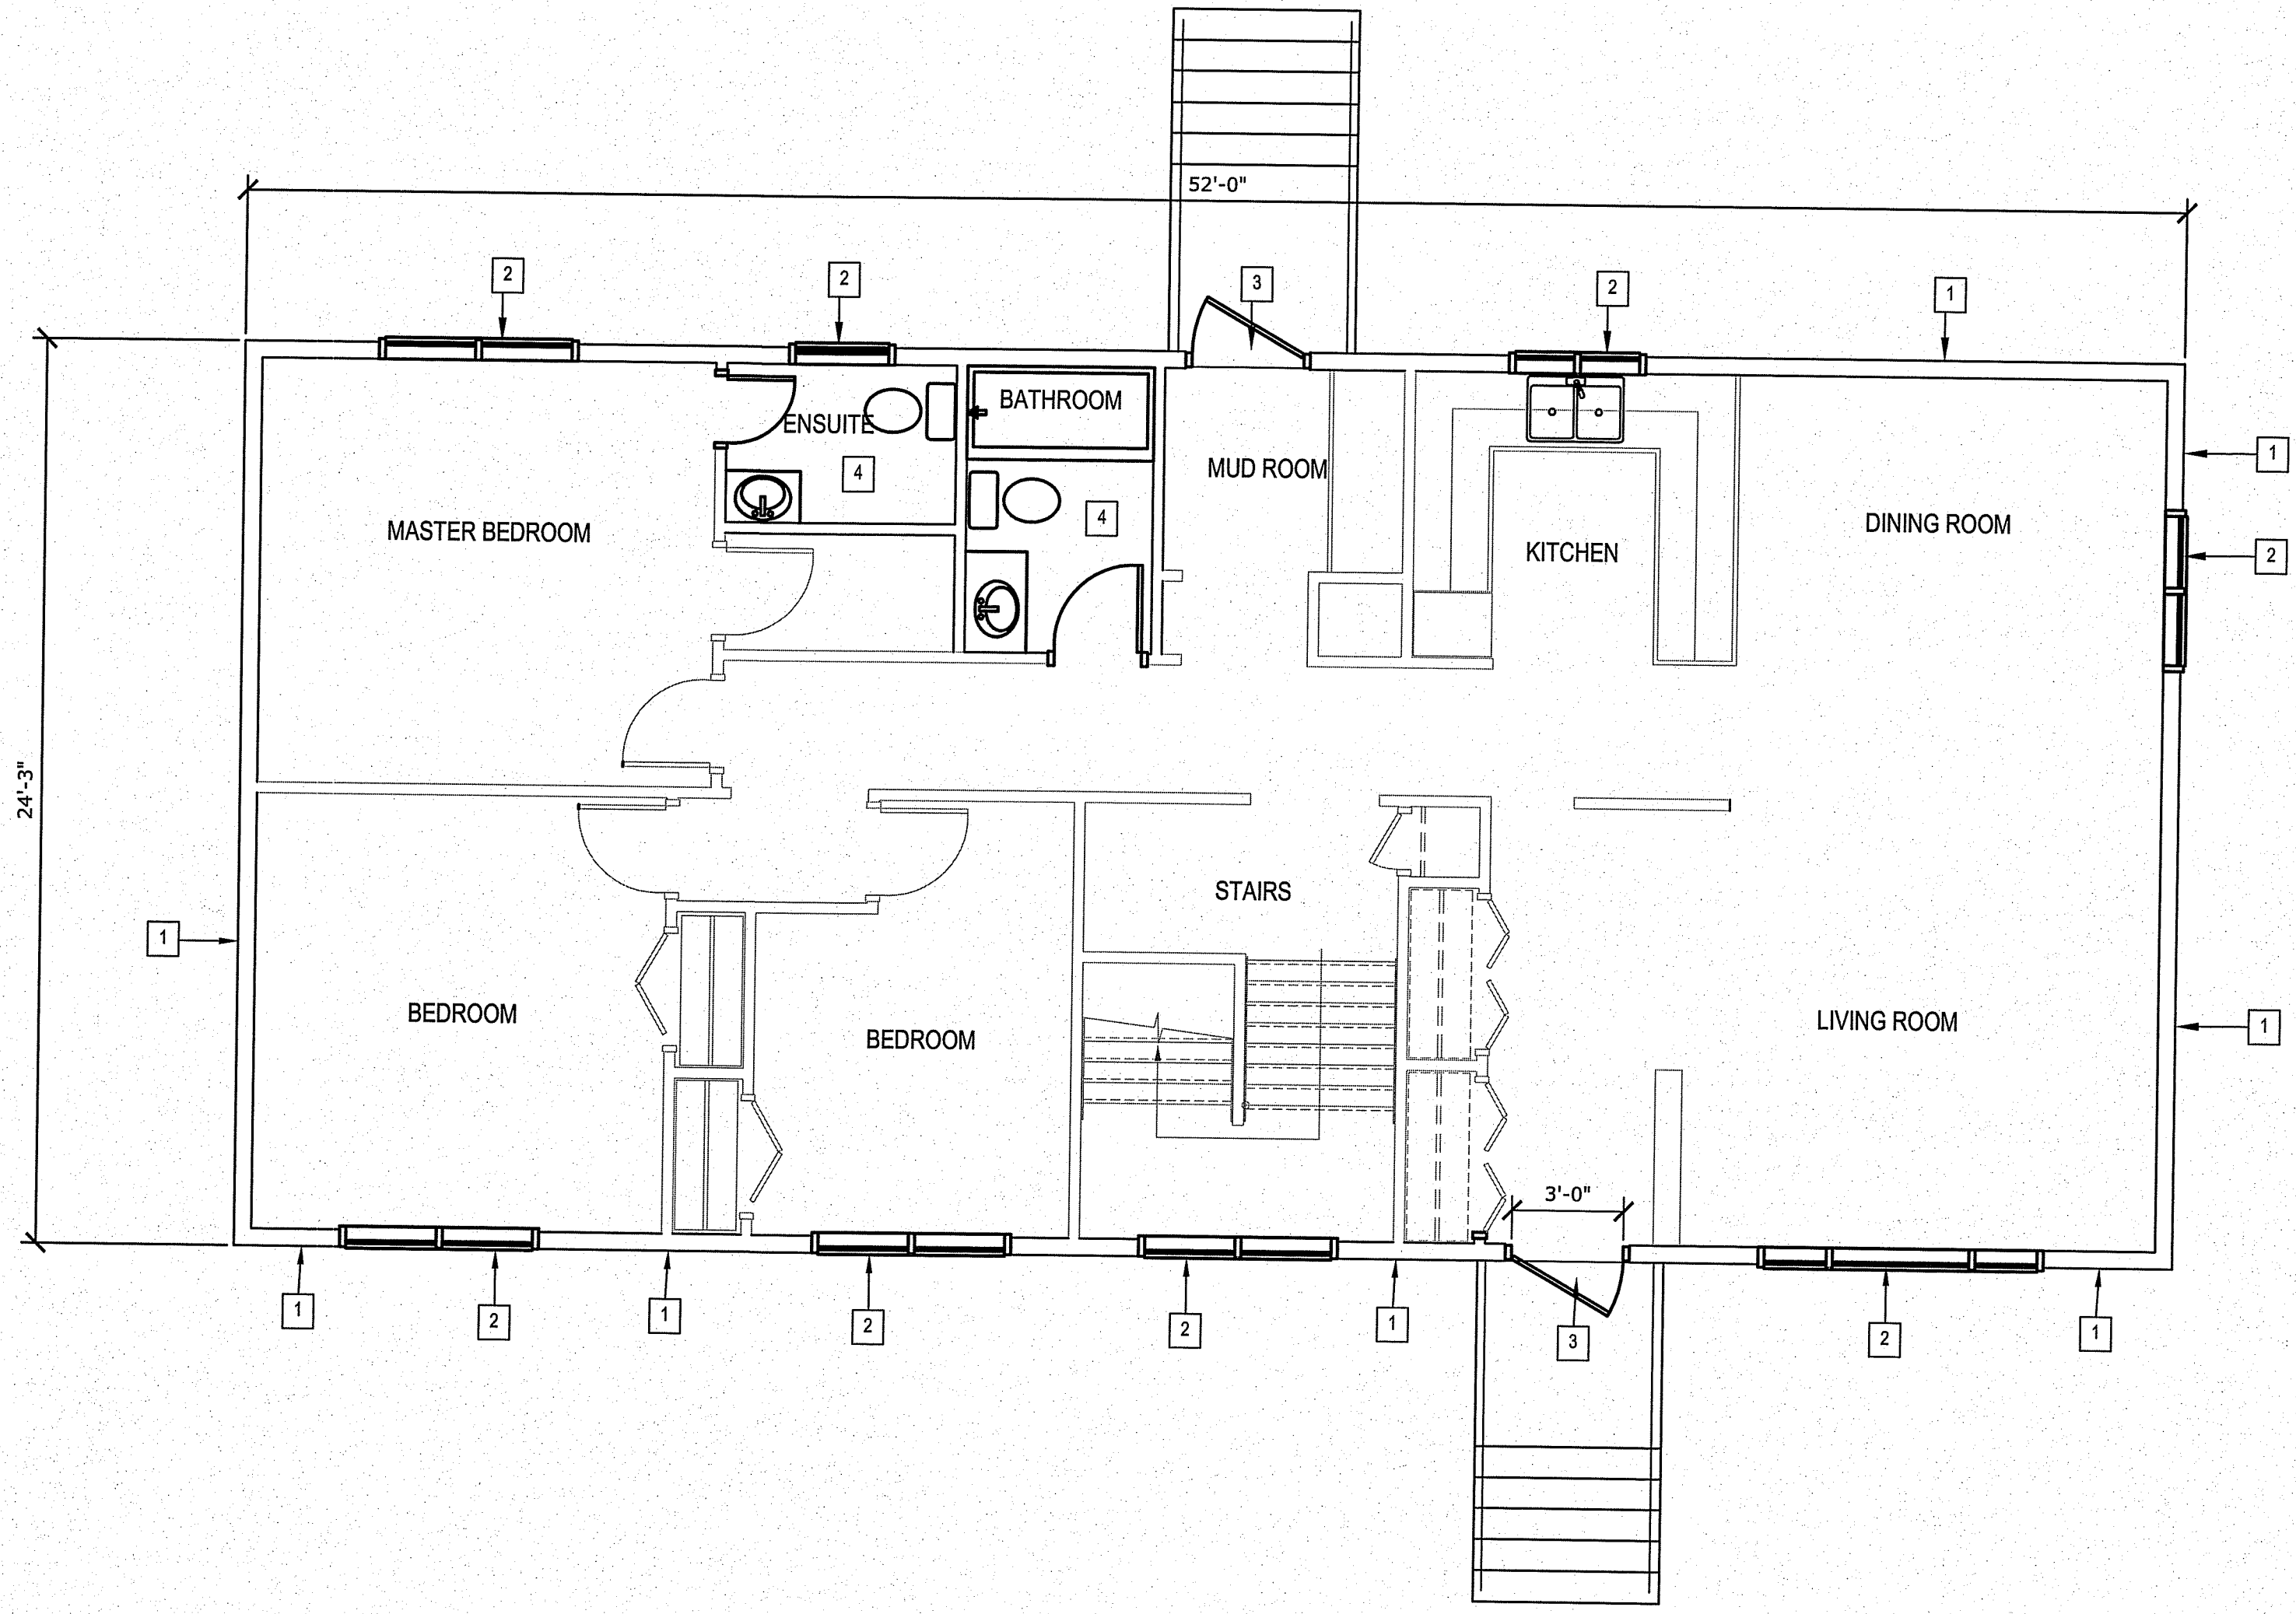 52'-0"
2
2
3
2
1
BATHROOM
ENSUITE
4
MUD ROOM
1
4
MASTER BEDROOM
KITCHEN
DINING ROOM
2
24'-3"
STAIRS
1
BEDROOM
BEDROOM
LIVING ROOM
1
3'-0"
1
2
1
2
2
1
3
2
1